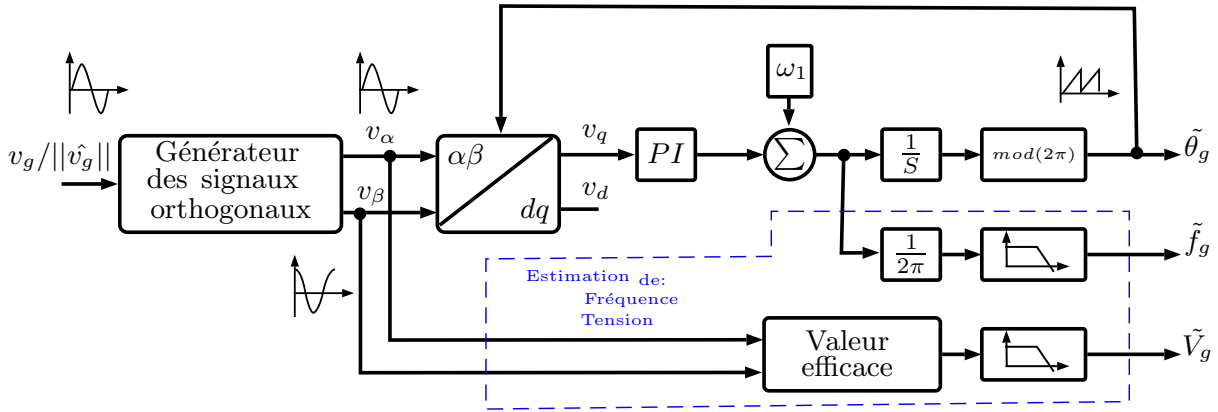 v_g/||v̂_g||
Générateur
des signaux
orthogonaux
v_α
v_β
αβ
dq
v_q
v_d
PI
ω_1
∑
1/S
mod(2π)
θ̃_g
1/2π
f̃_g
Estimation de:
Fréquence
Tension
Valeur
efficace
Ṽ_g